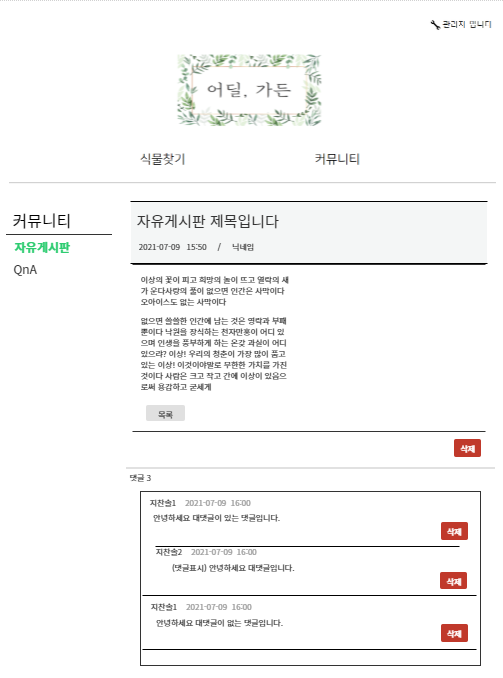 관리자 입니다
어딜, 가든
식물찾기 커뮤니티
커뮤니티
자유게시판
QnA
자유게시판 제목입니다
2021-07-09 15:50 / 닉네임
이상의 꽃이 피고 희망의 놀이 뜨고 열락의 새
가 운다사랑의 풀이 없으면 인간은 사막이다
오아이스도 없는 사막이다
없으면 쓸쓸한 인간에 남는 것은 영락과 부패
뿐이다 낙원을 장식하는 천자만홍이 어디 있
으며 인생을 풍부하게 하는 온갖 과실이 어디
있으랴? 이상! 우리의 청춘이 가장 많이 품고
있는 이상! 이것이야말로 무한한 가치를 가진
것이다 사람은 크고 작고 간에 이상이 있음으
로써 용감하고 굳세게
목록
삭제
댓글 3
지찬솔1 2021-07-09 16:00
안녕하세요 대댓글이 있는 댓글입니다.
삭제
지찬솔2 2021-07-09 16:00
(댓글표시) 안녕하세요 대댓글입니다.
삭제
지찬솔1 2021-07-09 16:00
안녕하세요 대댓글이 없는 댓글입니다.
삭제